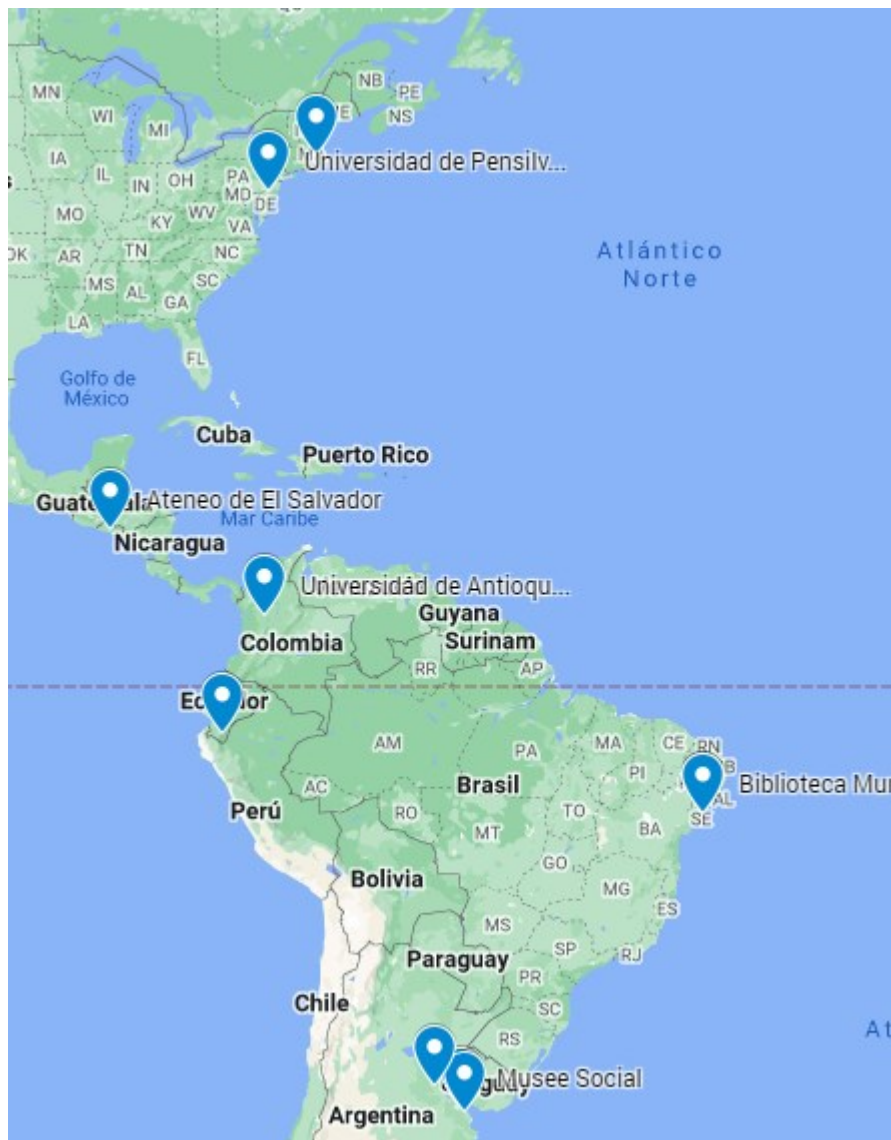 MN
NB
PE
WI
NS
MI
IA
Universidad de Pensilv...
IL
IN
OH
PA
MD
DE
MO
KY
WV
VA
OK
AR
TN
NC
Atlántico
Norte
MS
AL
SC
GA
LA
FL
Golfo de
México
Cuba
Puerto Rico
Ateneo de El Salvador
Mar Caribe
Nicaragua
Universidad de Antioqu...
Guyana
Surinam
Colombia
RR
AP
AM
PA
MA
CE
RN
PI
AC
Brasil
Biblioteca Mun
AL
Perú
RO
TO
SE
MT
BA
GO
Bolivia
MG
MS
ES
SP
RJ
Paraguay
PR
Chile
SC
RS
Musee Social
Argentina